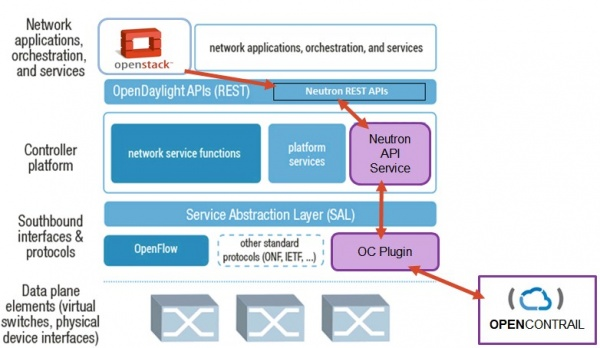 Network
applications,
orchestration,
and services
openstack™
network applications, orchestration, and services
OpenDaylight APIs (REST)
Neutron REST APIs
Controller
platform
network service functions
platform
services
Neutron
API
Service
Service Abstraction Layer (SAL)
Southbound
interfaces &
protocols
OpenFlow
other standard
protocols (ONF, IETF, ...)
OC Plugin
Data plane
elements (virtual
switches, physical
device interfaces)
OPENCONTRAIL